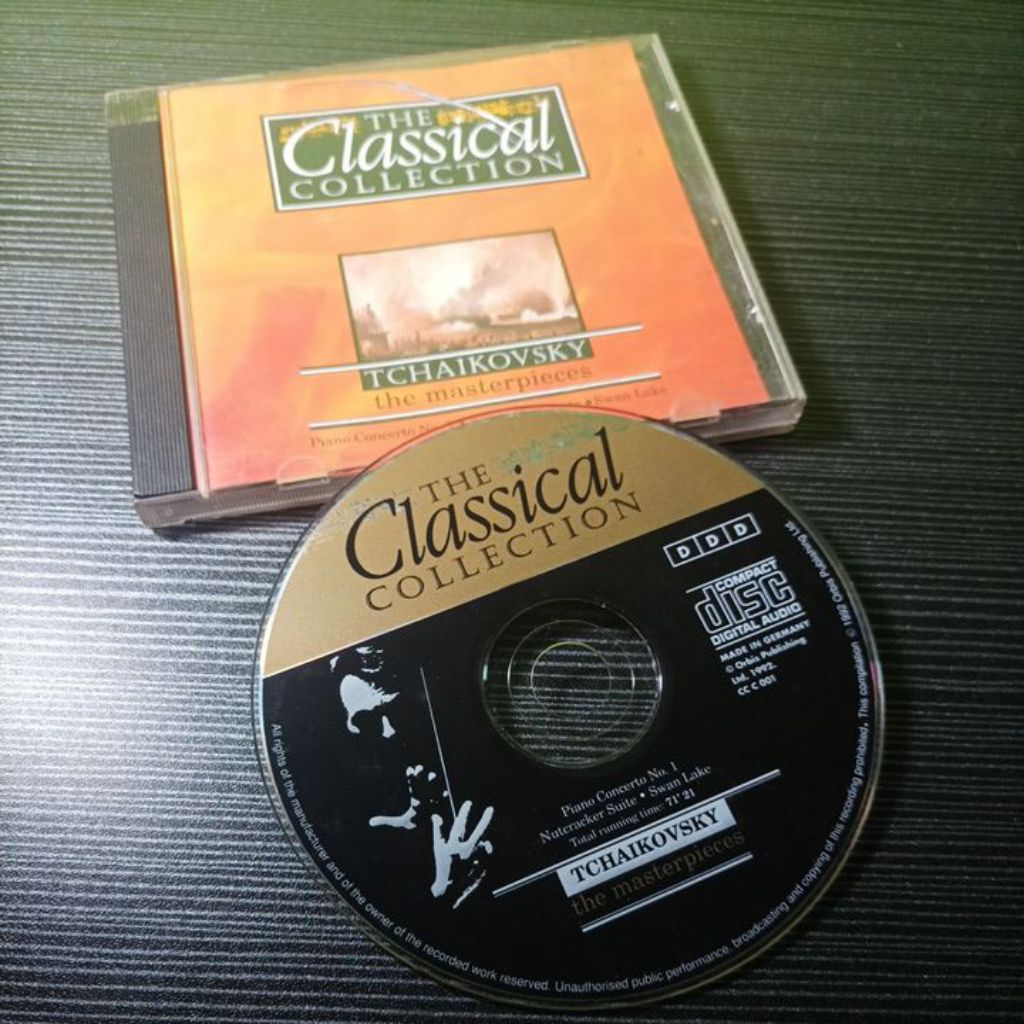 THE
Classical
COLLECTION
TCHAIKOVSKY
the masterpieces
Piano Concerto No. • Swan Lake
THE
Classical
COLLECTION
DDD
COMPACT
disc
DIGITAL AUDIO
MADE IN GERMANY
© Orbis Publishing
Ltd. 1992.
CC C 001
Piano Concerto No. 1
Nutcracker Suite • Swan Lake
Total running time: 71' 21
TCHAIKOVSKY
the masterpieces
All rights of the manufacturer and of the owner of the recorded work reserved. Unauthorised public performance, broadcasting and copying of this recording prohibited. This compilation © 1992 Orbis Publishing Ltd.